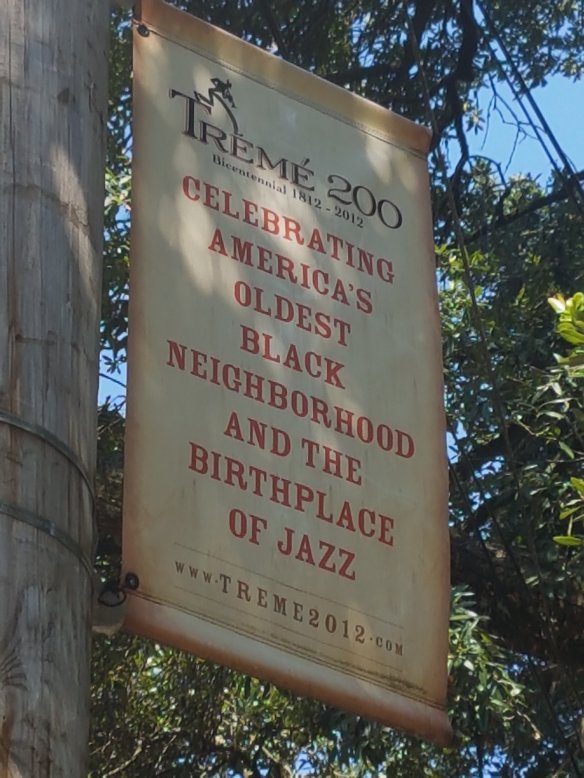 TREMÉ 200
Bicentennial 1812 - 2012
CELEBRATING
AMERICA'S
OLDEST
BLACK
NEIGHBORHOOD
AND THE
BIRTHPLACE
OF JAZZ
WWW.TREME2012.COM